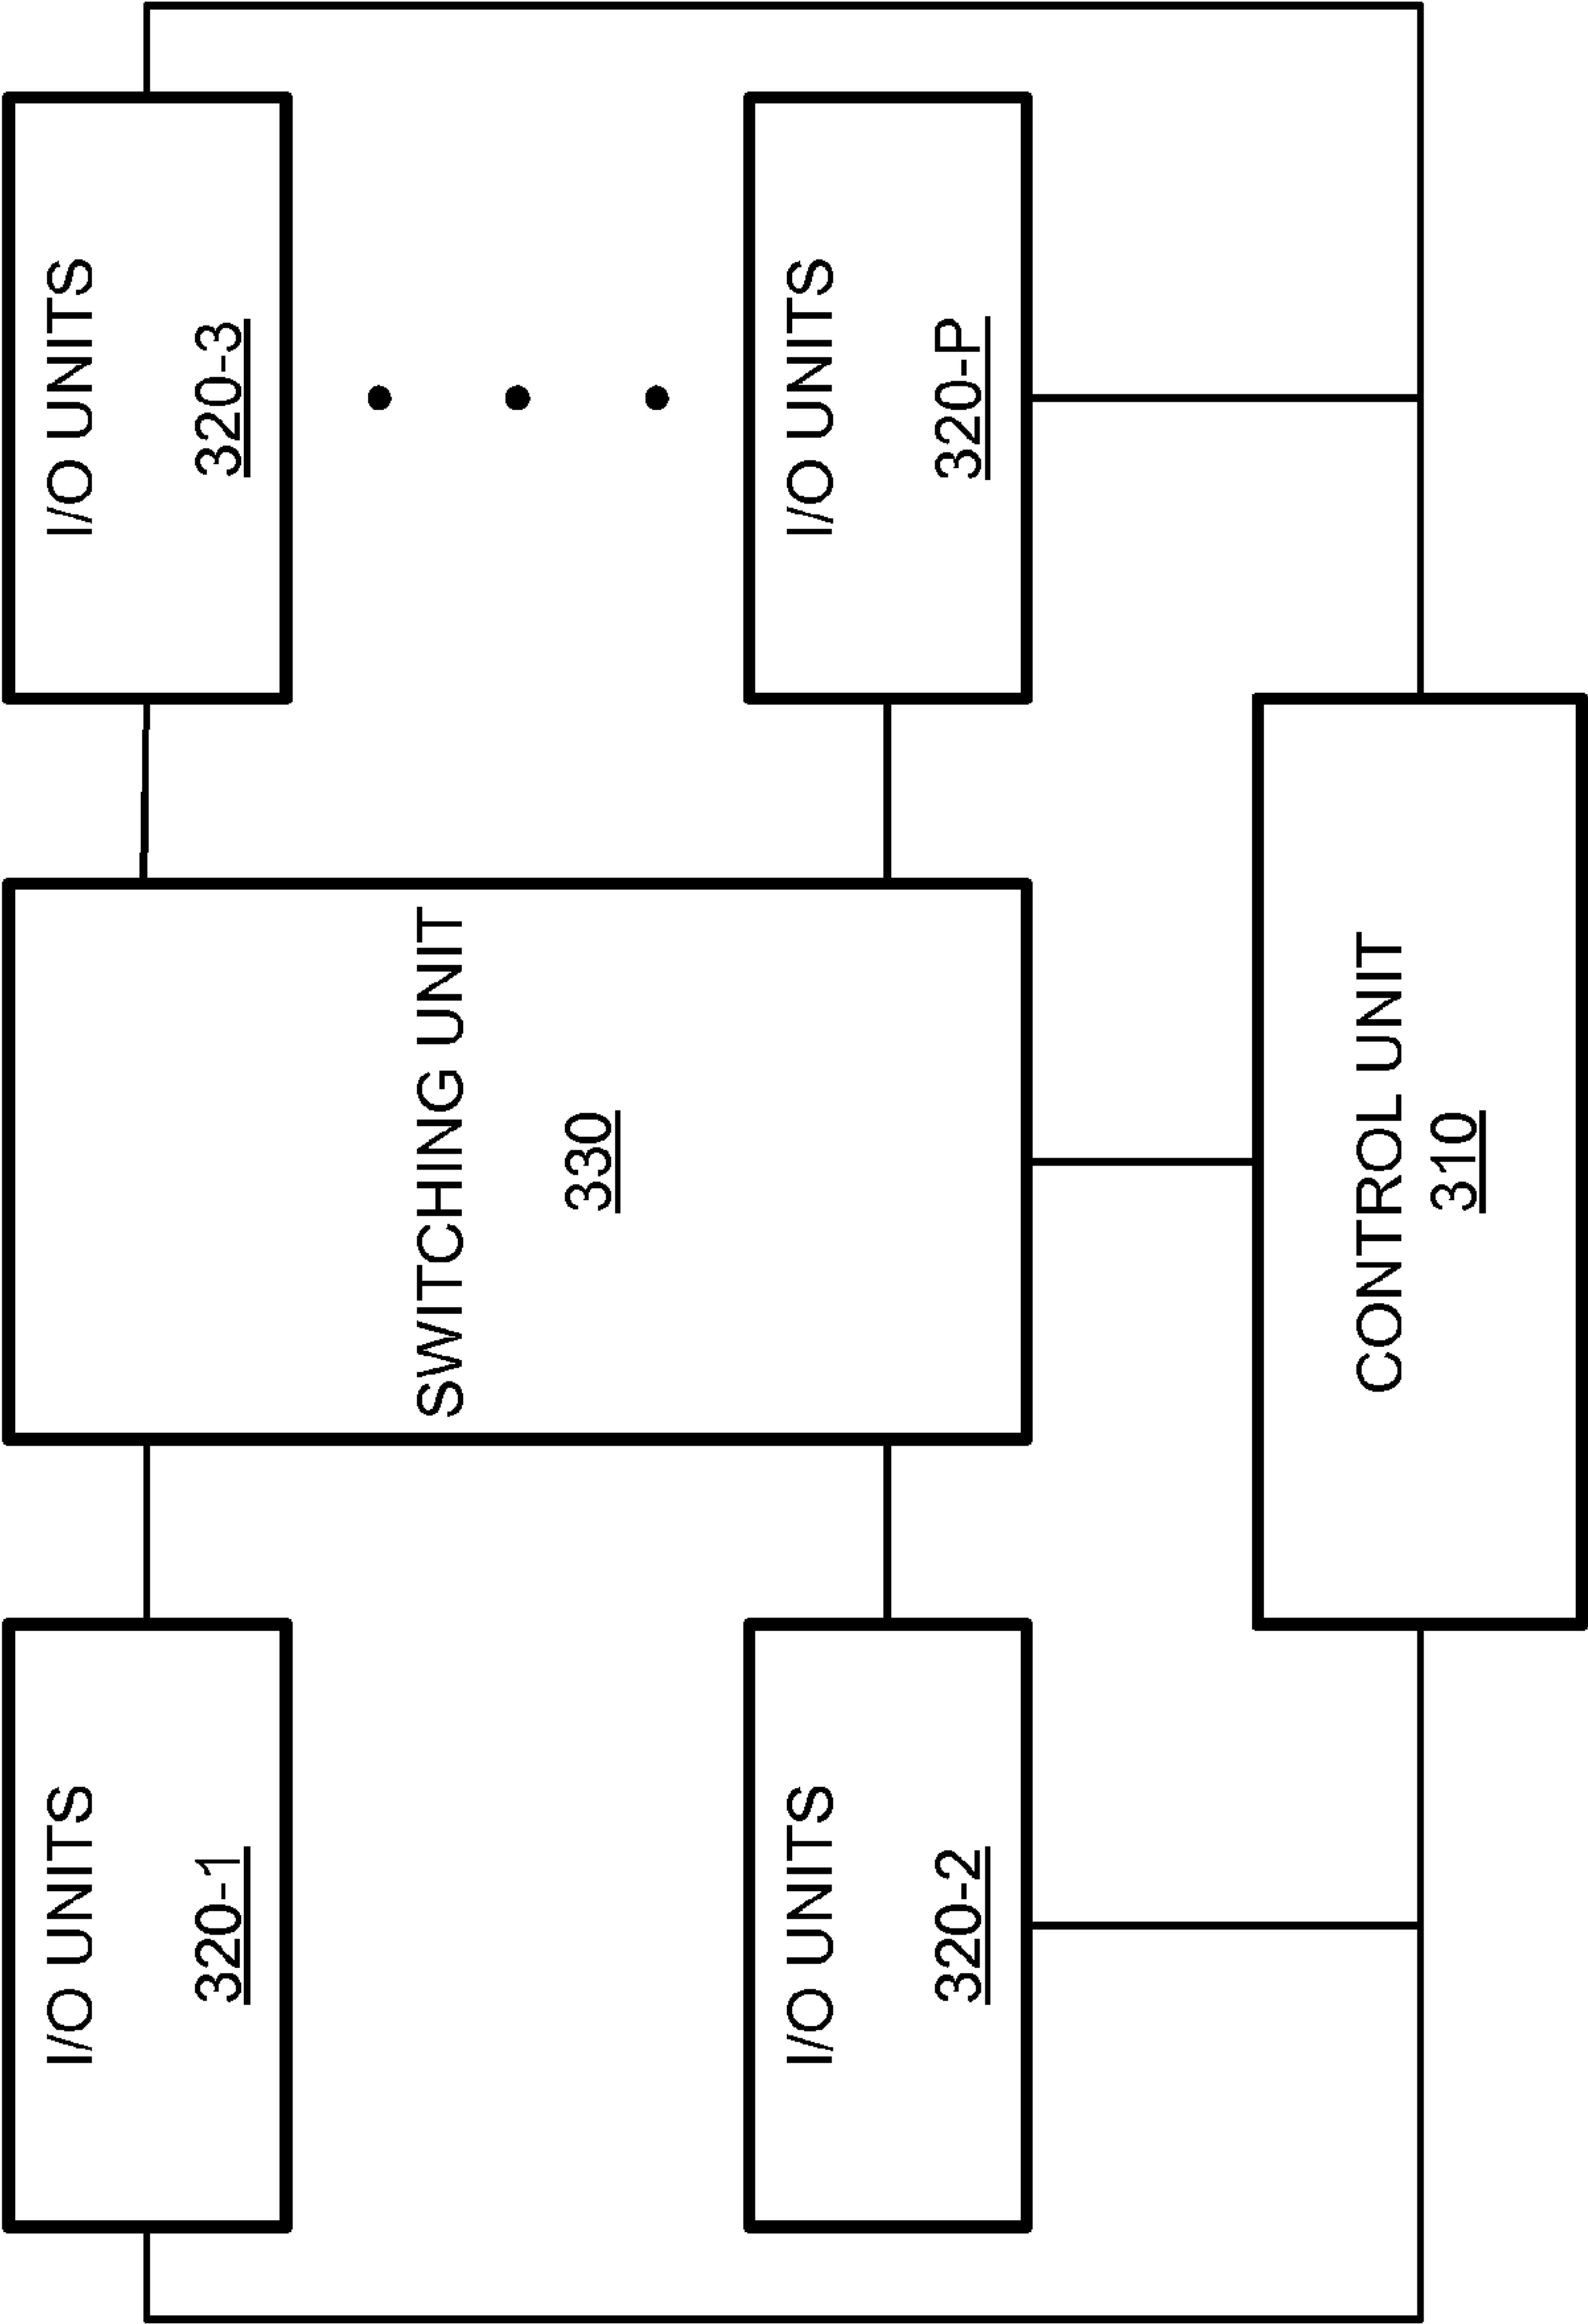 I/O UNITS
320-1
I/O UNITS
320-2
SWITCHING UNIT
330
I/O UNITS
320-3
I/O UNITS
320-P
CONTROL UNIT
310